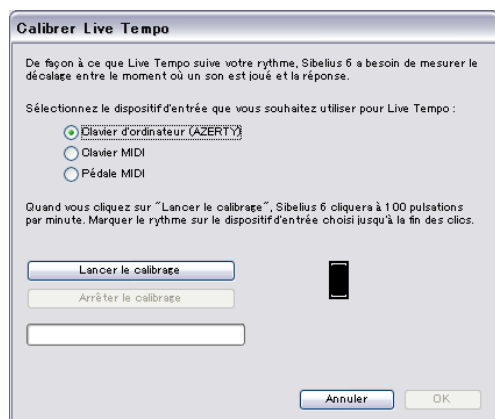 Calibrer Live Tempo
De façon à ce que Live Tempo suive votre rythme, Sibelius 6 a besoin de mesurer le
décalage entre le moment où un son est joué et la réponse.
Sélectionnez le dispositif d'entrée que vous souhaitez utiliser pour Live Tempo :
Clavier d'ordinateur (AZERTY)
Clavier MIDI
Pédale MIDI
Quand vous cliquez sur "Lancer le calibrage", Sibelius 6 cliquera à 100 pulsations
par minute. Marquer le rythme sur le dispositif d'entrée choisi jusqu'à la fin des clics.
Lancer le calibrage
Arrêter le calibrage
Annuler
OK